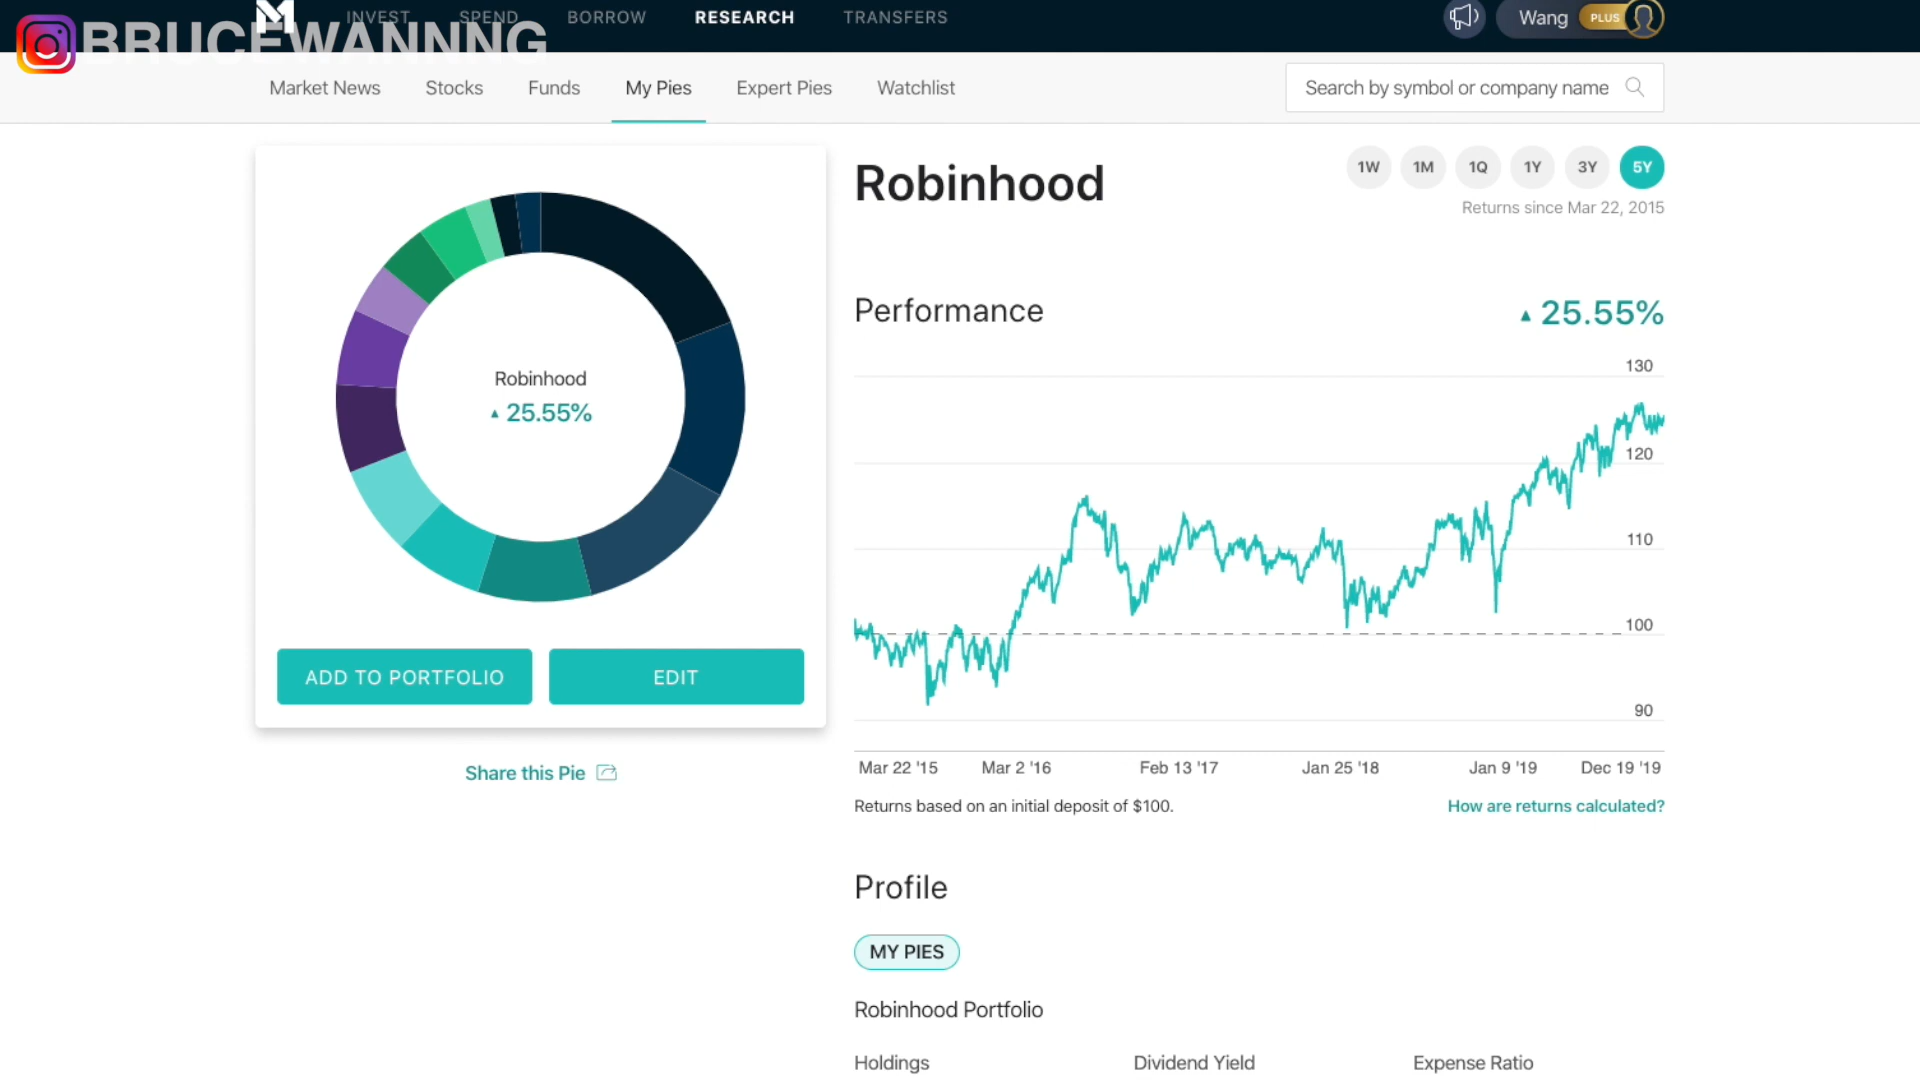 INVEST SPEND BORROW RESEARCH TRANSFERS
Wang PLUS
BRUCEWANNNG
Market News Stocks Funds My Pies Expert Pies Watchlist
Search by symbol or company name
Robinhood
1W 1M 1Q 1Y 3Y 5Y
Returns since Mar 22, 2015
Performance
▲ 25.55%
Robinhood
▲ 25.55%
130
120
110
100
90
Mar 22 '15 Mar 2 '16 Feb 13 '17 Jan 25 '18 Jan 9 '19 Dec 19 '19
ADD TO PORTFOLIO EDIT
Share this Pie
Returns based on an initial deposit of $100.
How are returns calculated?
Profile
MY PIES
Robinhood Portfolio
Holdings Dividend Yield Expense Ratio